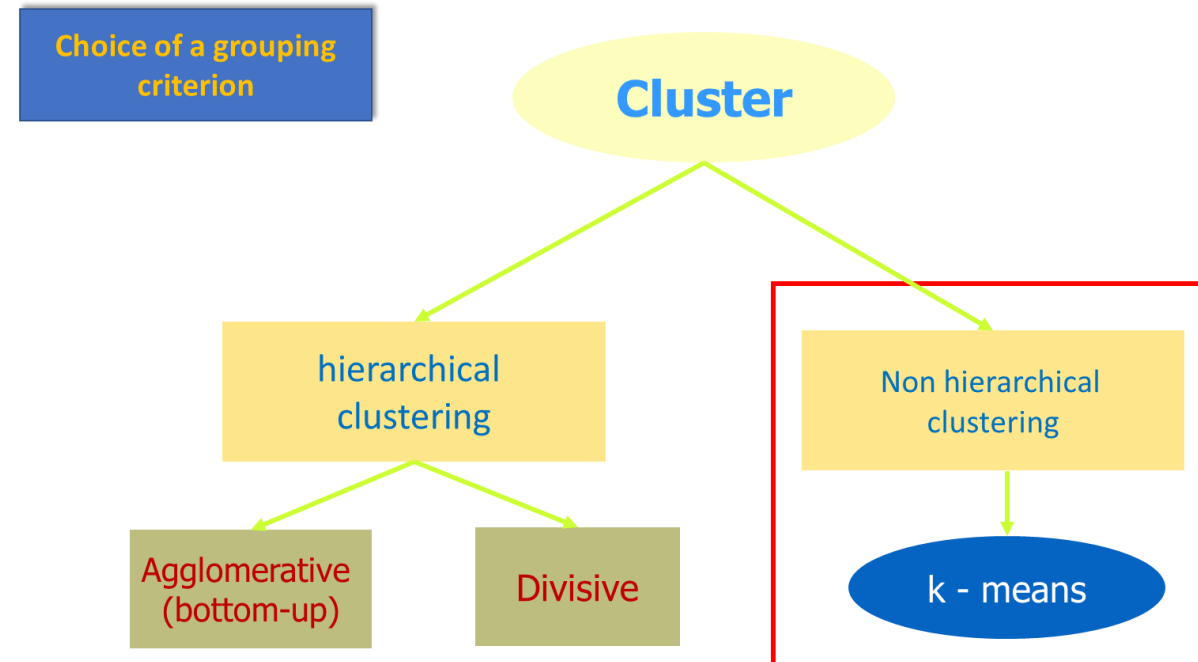 Choice of a grouping
criterion
Cluster
hierarchical
clustering
Non hierarchical
clustering
Agglomerative
(bottom-up)
Divisive
k - means